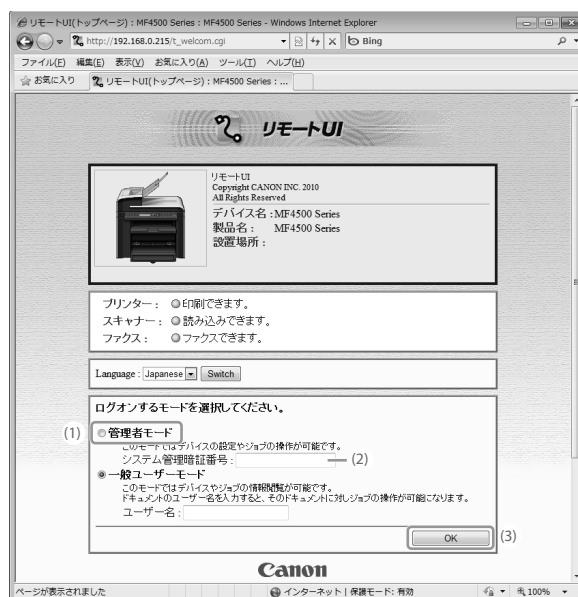 リモートUI(トップページ) : MF4500 Series : MF4500 Series - Windows Internet Explorer
http://192.168.0.215/t_welcom.cgi
Bing
ファイル(F) 編集(E) 表示(V) お気に入り(A) ツール(T) ヘルプ(H)
お気に入り リモートUI(トップページ) : MF4500 Series : ...
リモートUI
リモートUI
Copyright CANON INC. 2010
All Rights Reserved
デバイス名 : MF4500 Series
製品名 : MF4500 Series
設置場所 :
プリンター : 印刷できます。
スキャナー : 読み込みできます。
ファクス : ファクスできます。
Language : Japanese Switch
ログオンするモードを選択してください。
(1) 管理者モード
このモードではデバイスの設定やジョブの操作が可能です。
システム管理暗証番号 : (2)
一般ユーザーモード
このモードではデバイスやジョブの情報閲覧が可能です。
ドキュメントのユーザー名を入力すると、そのドキュメントに対しジョブの操作が可能になります。
ユーザー名 :
OK (3)
Canon
ページが表示されました インターネット | 保護モード: 有効 100%